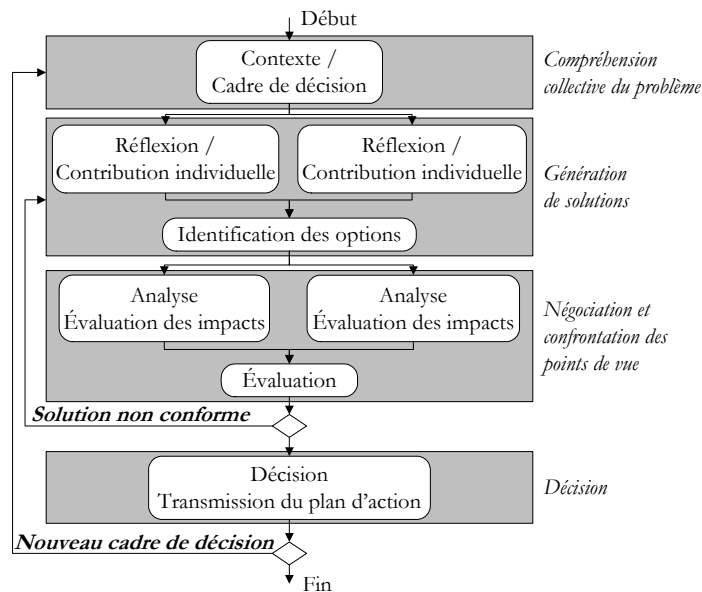 Début
Contexte /
Cadre de décision
Compréhension
collective du problème
Réflexion /
Contribution individuelle
Réflexion /
Contribution individuelle
Génération
de solutions
Identification des options
Analyse
Évaluation des impacts
Analyse
Évaluation des impacts
Négociation et
confrontation des
points de vue
Évaluation
Solution non conforme
Décision
Transmission du plan d'action
Décision
Nouveau cadre de décision
Fin